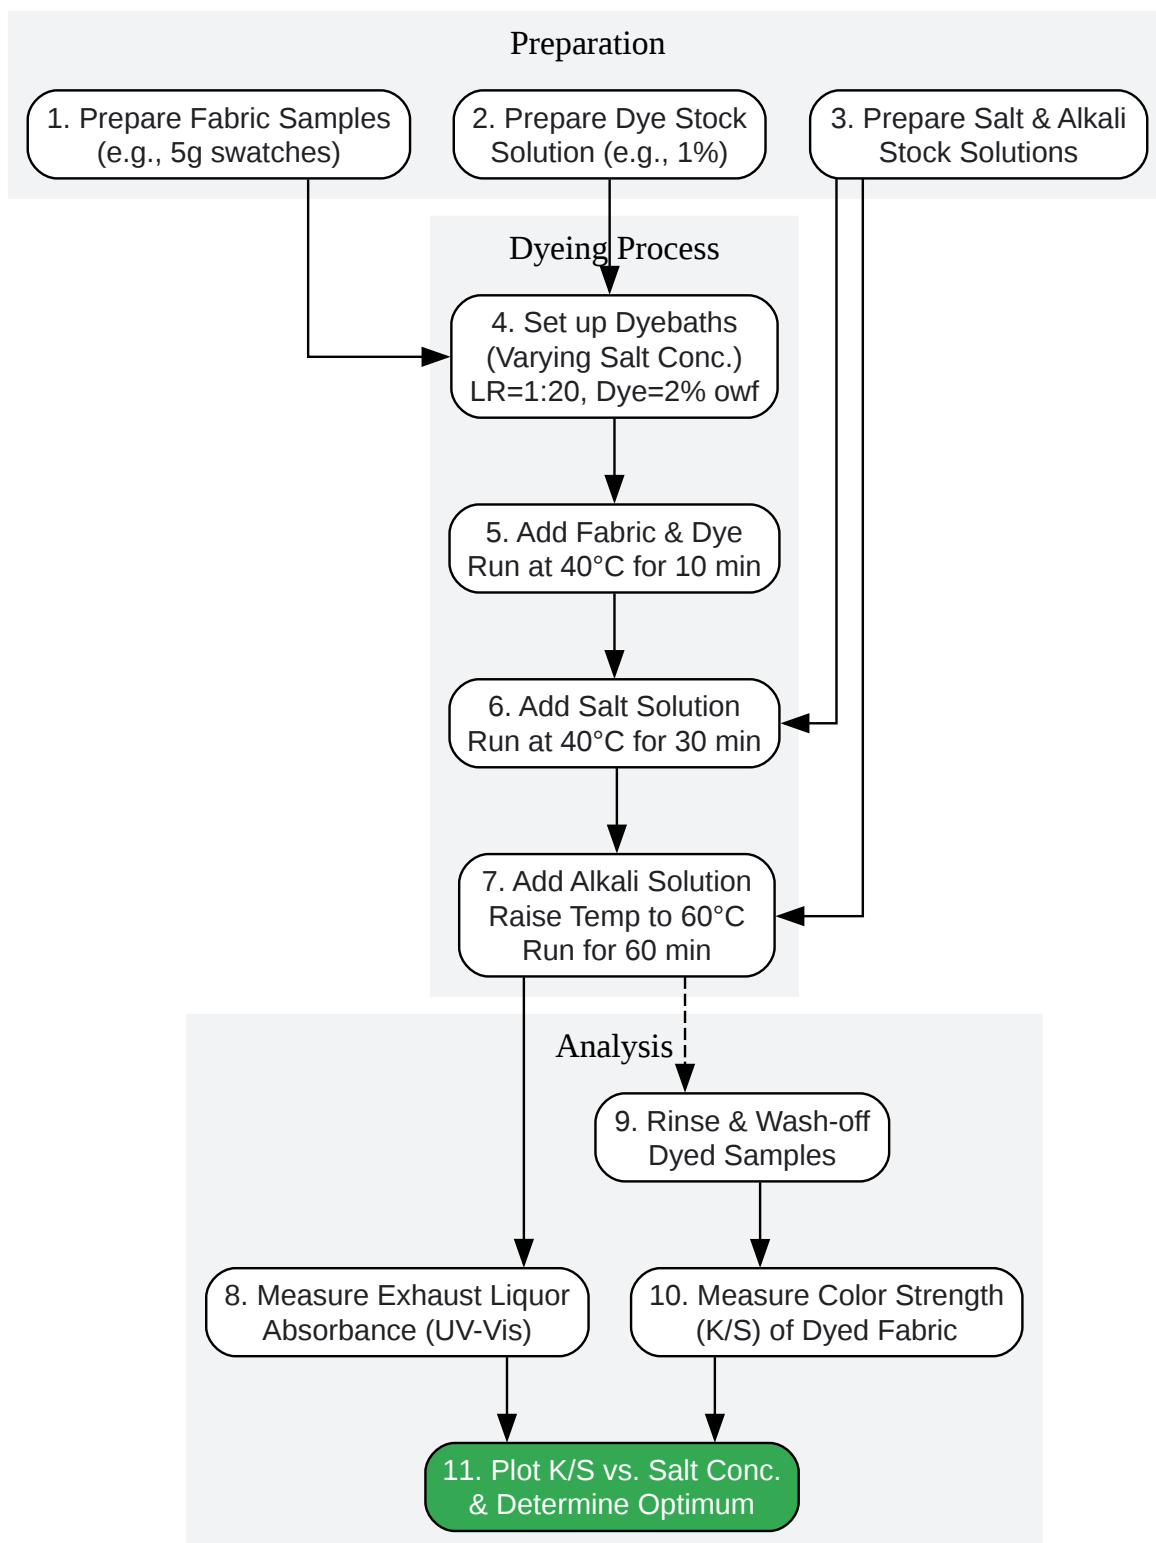 Preparation
1. Prepare Fabric Samples
(e.g., 5g swatches)
2. Prepare Dye Stock
Solution (e.g., 1%)
3. Prepare Salt & Alkali
Stock Solutions
Dyeing Process
4. Set up Dyebaths
(Varying Salt Conc.)
LR=1:20, Dye=2% owf
5. Add Fabric & Dye
Run at 40°C for 10 min
6. Add Salt Solution
Run at 40°C for 30 min
7. Add Alkali Solution
Raise Temp to 60°C
Run for 60 min
Analysis
9. Rinse & Wash-off
Dyed Samples
8. Measure Exhaust Liquor
Absorbance (UV-Vis)
10. Measure Color Strength
(K/S) of Dyed Fabric
11. Plot K/S vs. Salt Conc.
& Determine Optimum